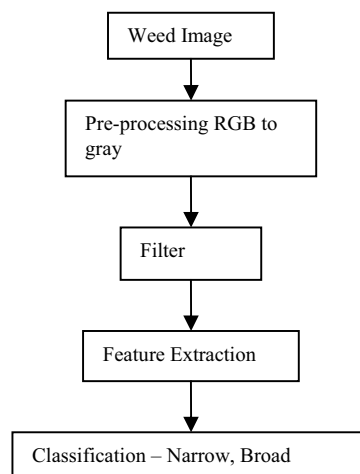 Weed Image
Pre-processing RGB to
gray
Filter
Feature Extraction
Classification – Narrow, Broad